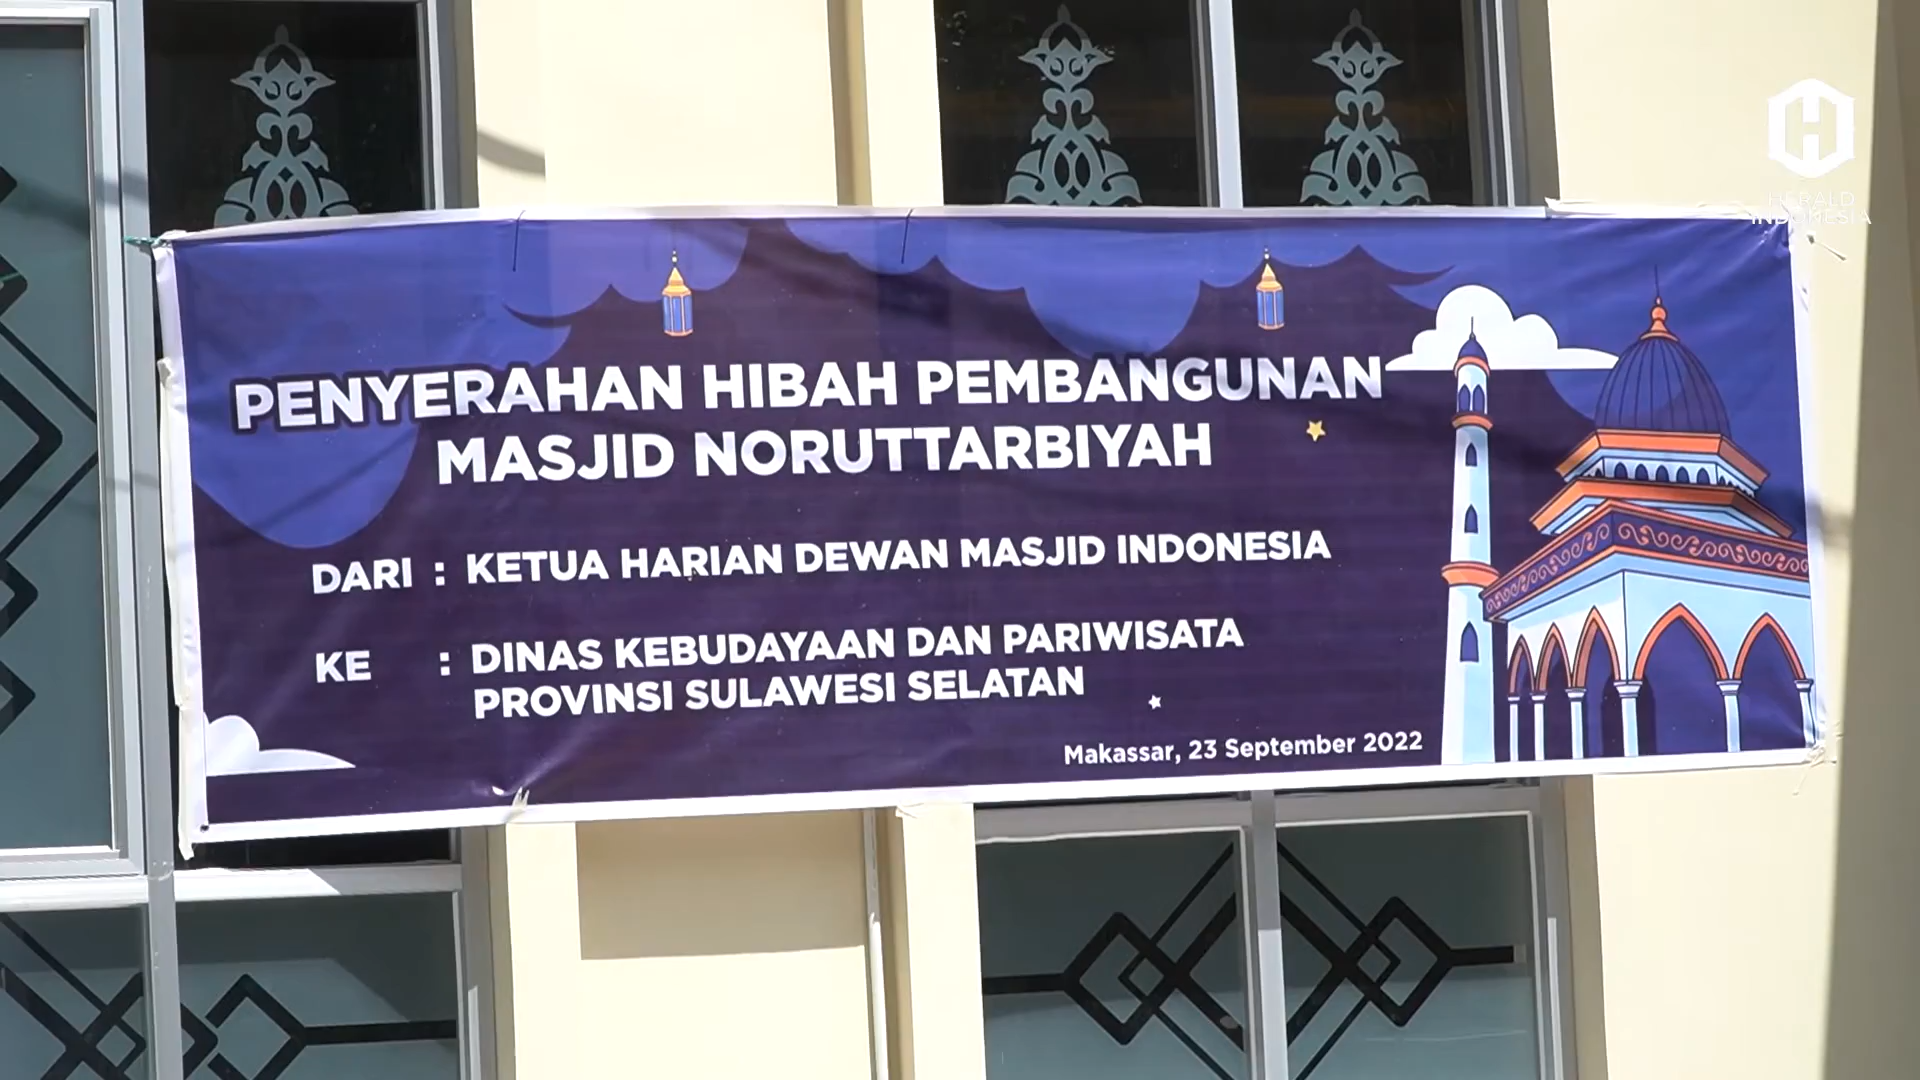 HERALD
INDONESIA
PENYERAHAN HIBAH PEMBANGUNAN
MASJID NORUTTARBIYAH
DARI : KETUA HARIAN DEWAN MASJID INDONESIA
KE : DINAS KEBUDAYAAN DAN PARIWISATA
PROVINSI SULAWESI SELATAN
Makassar, 23 September 2022